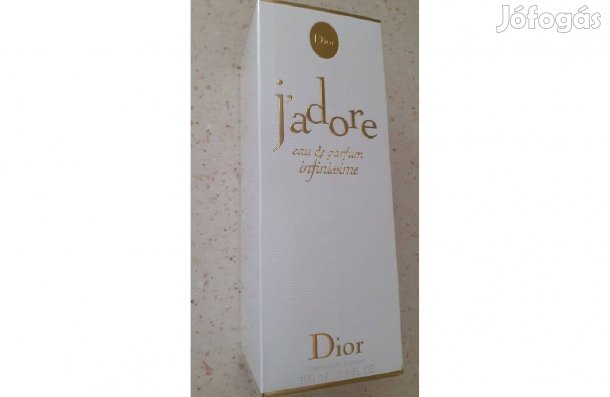 Jófogás
Dior
j'adore
eau de parfum
infinissime
Dior
100 ml